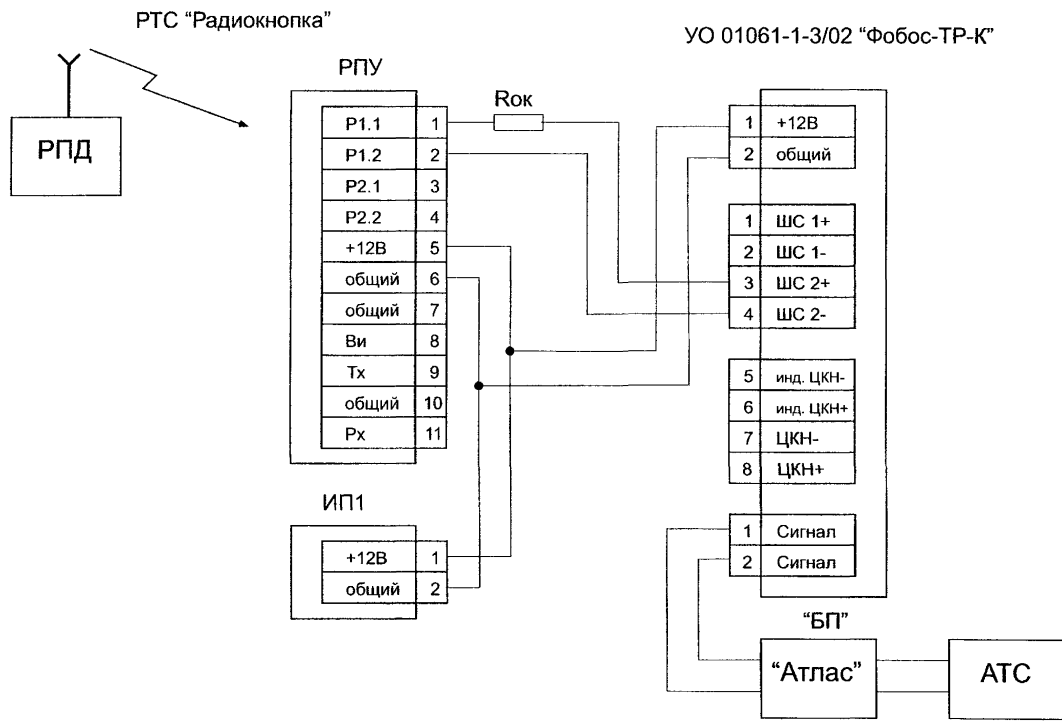 РТС “Радиокнопка”
УО 01061-1-3/02 “Фобос-ТР-К”
РПД
РПУ
Р1.1 1
Р1.2 2
Р2.1 3
Р2.2 4
+12В 5
общий 6
общий 7
Ви 8
Тх 9
общий 10
Рх 11
Rок
ИП1
+12В 1
общий 2
1 +12В
2 общий
1 ШС 1+
2 ШС 1-
3 ШС 2+
4 ШС 2-
5 инд. ЦКН-
6 инд. ЦКН+
7 ЦКН-
8 ЦКН+
1 Сигнал
2 Сигнал
“БП”
“Атлас”
АТС